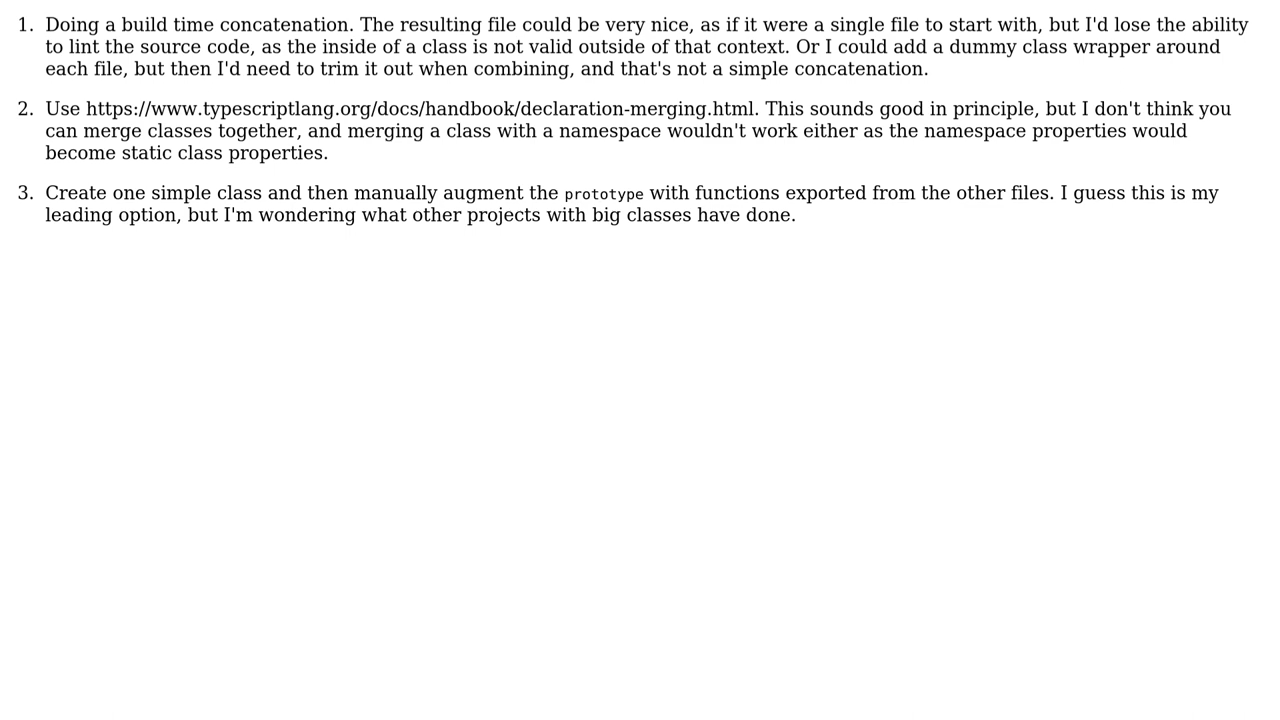 1. Doing a build time concatenation. The resulting file could be very nice, as if it were a single file to start with, but I'd lose the ability
to lint the source code, as the inside of a class is not valid outside of that context. Or I could add a dummy class wrapper around
each file, but then I'd need to trim it out when combining, and that's not a simple concatenation.
2. Use https://www.typescriptlang.org/docs/handbook/declaration-merging.html. This sounds good in principle, but I don't think you
can merge classes together, and merging a class with a namespace wouldn't work either as the namespace properties would
become static class properties.
3. Create one simple class and then manually augment the prototype with functions exported from the other files. I guess this is my
leading option, but I'm wondering what other projects with big classes have done.